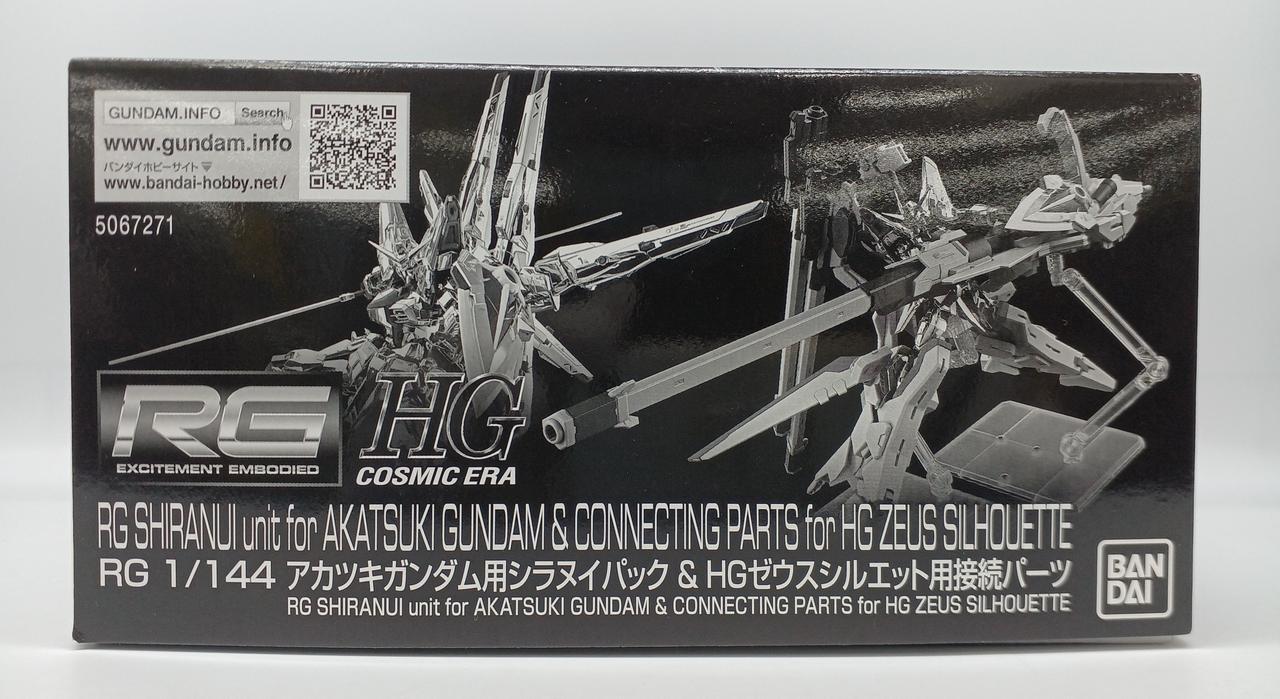 GUNDAM.INFO Search
www.gundam.info
バンダイホビーサイト▼
www.bandai-hobby.net/
5067271
RG
EXCITEMENT EMBODIED
HG
COSMIC ERA
RG SHIRANUI unit for AKATSUKI GUNDAM & CONNECTING PARTS for HG ZEUS SILHOUETTE
RG 1/144 アカツキガンダム用シラヌイパック & HGゼウスシルエット用接続パーツ
RG SHIRANUI unit for AKATSUKI GUNDAM & CONNECTING PARTS for HG ZEUS SILHOUETTE
BAN
DAI